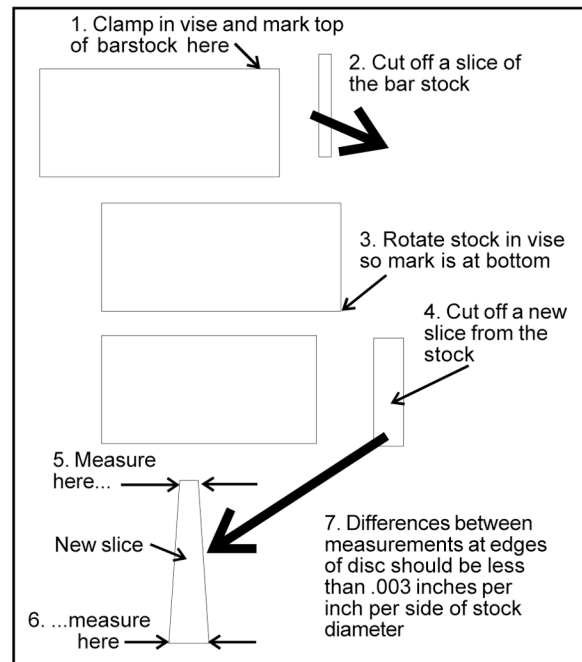 1. Clamp in vise and mark top
of barstock here
2. Cut off a slice of
the bar stock
3. Rotate stock in vise
so mark is at bottom
4. Cut off a new
slice from the
stock
5. Measure
here...
New slice
6. ...measure
here
7. Differences between
measurements at edges
of disc should be less
than .003 inches per
inch per side of stock
diameter